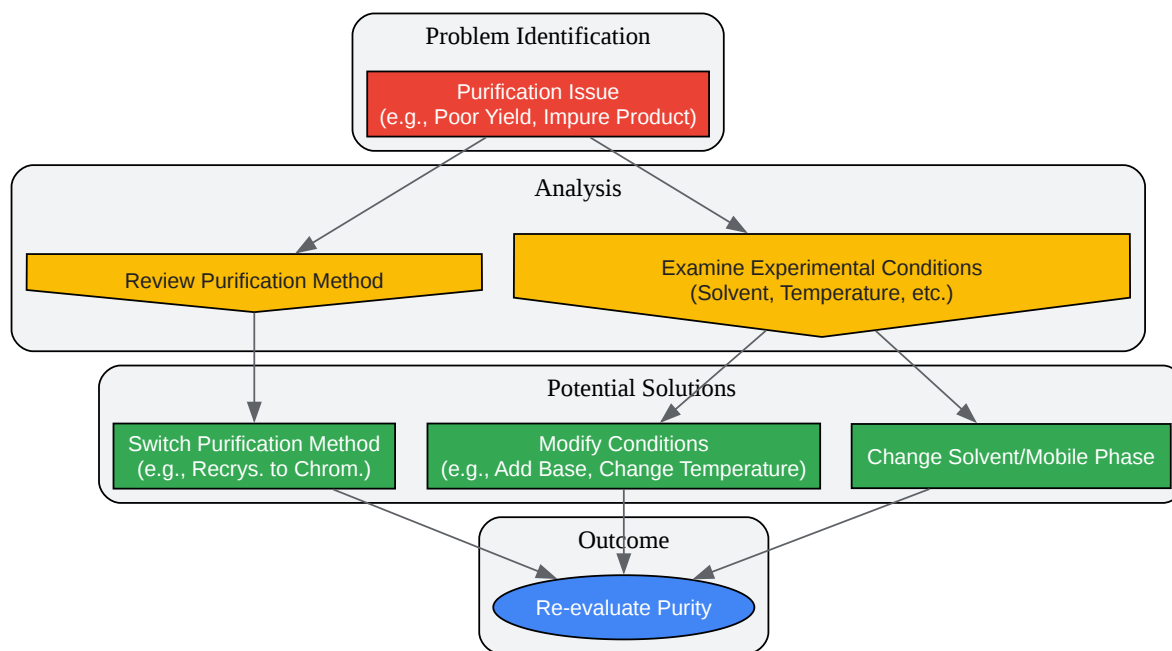 Problem Identification
Purification Issue
(e.g., Poor Yield, Impure Product)
Analysis
Review Purification Method
Examine Experimental Conditions
(Solvent, Temperature, etc.)
Potential Solutions
Switch Purification Method
(e.g., Recrys. to Chrom.)
Modify Conditions
(e.g., Add Base, Change Temperature)
Change Solvent/Mobile Phase
Outcome
Re-evaluate Purity